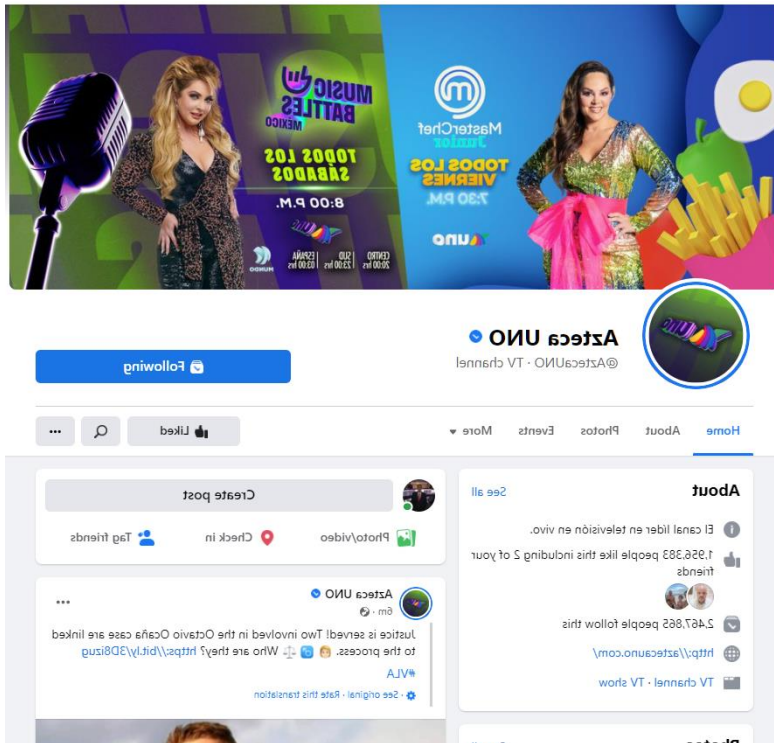 MasterChef
Junior
TODOS LOS
VIERNES
7:30 P.M.
uno
MUSIC
BATTLES
MÉXICO
TODOS LOS
SÁBADOS
8:00 P.M.
uno
CENTRO
20:00 hrs
SUD
23:00 hrs
ESPAÑA
03:00 hrs
MUNDO
UNO
Azteca UNO
@AztecaUNO · TV channel
Following
Home
About
Photos
Events
More
Liked
About
See all
El canal líder en televisión en vivo.
1,956,383 people like this including 2 of your
friends
2,467,865 people follow this
http://aztecauno.com/
TV channel · TV show
Create post
Photo/video
Check in
Tag friends
Azteca UNO
6m ·
Justice is served! Two involved in the Octavio Ocaña case are linked
to the process. Who are they? https://bit.ly/3D8izug
#VLA
· See original · Rate this translation